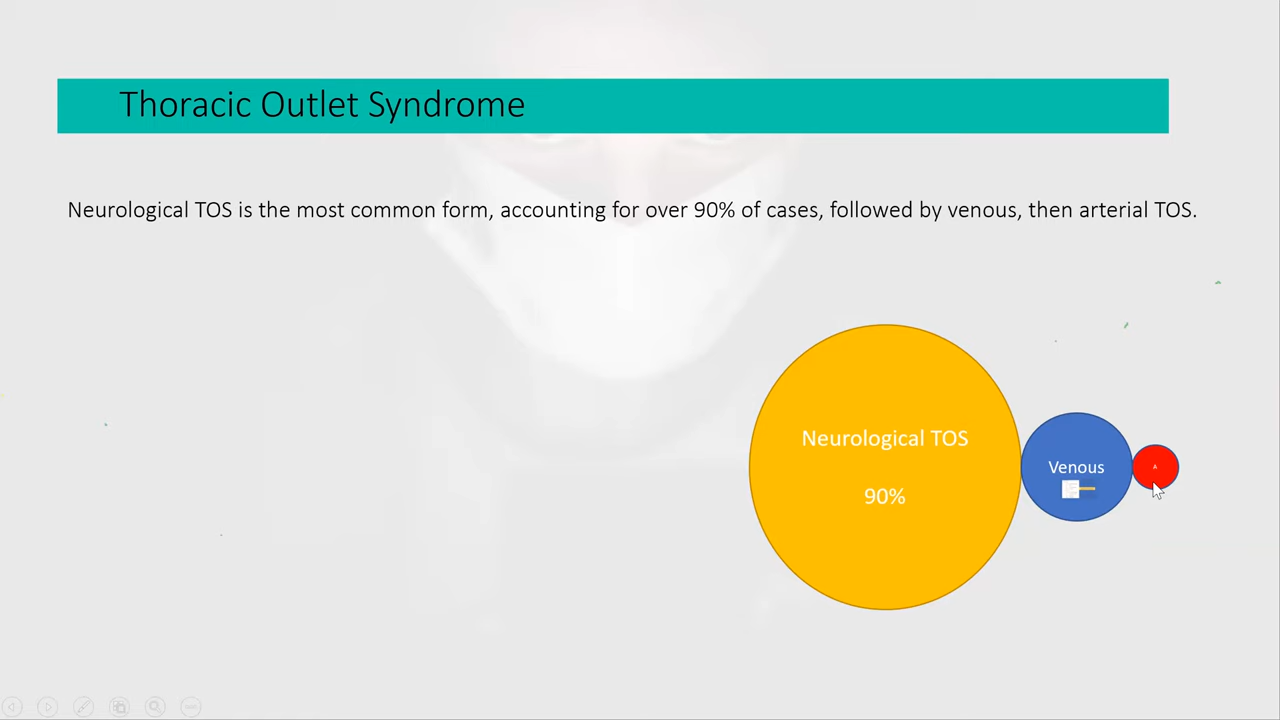 Thoracic Outlet Syndrome
Neurological TOS is the most common form, accounting for over 90% of cases, followed by venous, then arterial TOS.
Neurological TOS
90%
Venous
A